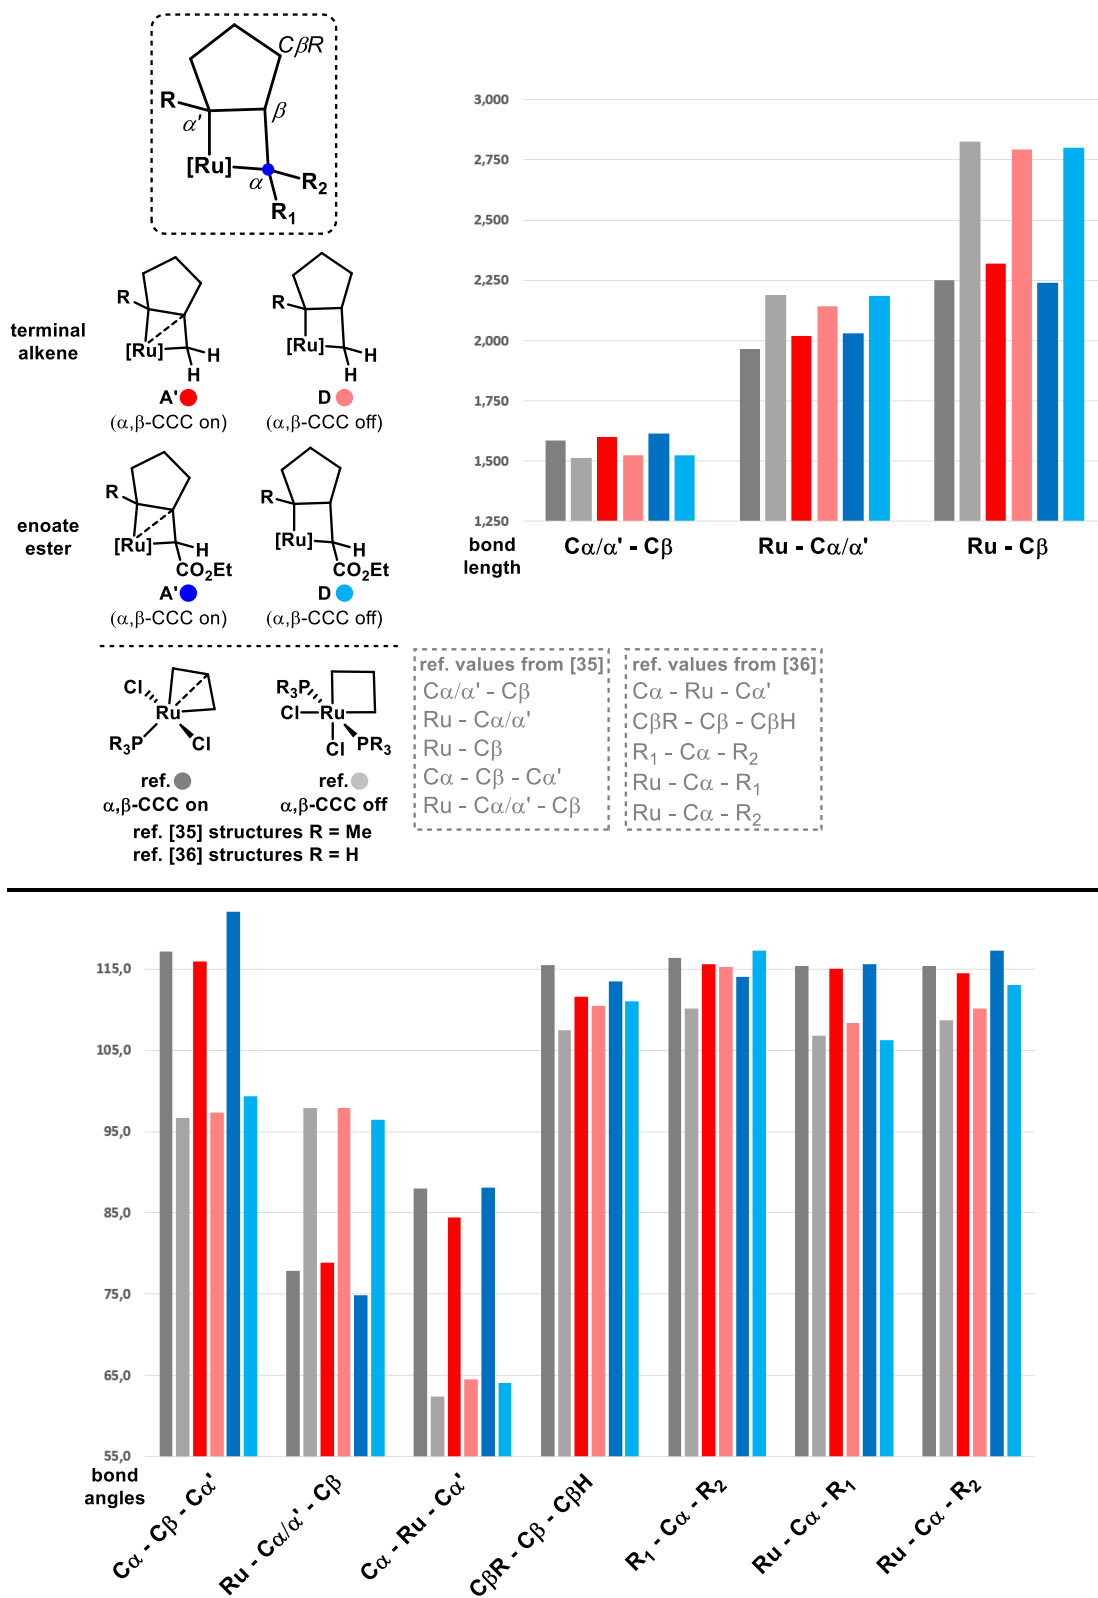 CβR
R
α'
β
[Ru]
α
R₂
R₁
terminal
alkene
R
[Ru]
H
H
A'
(α,β-CCC on)
R
[Ru]
H
H
D
(α,β-CCC off)
enoate
ester
R
[Ru]
H
CO₂Et
A'
(α,β-CCC on)
R
[Ru]
H
CO₂Et
D
(α,β-CCC off)
Cl
Ru
R₃P
Cl
ref.
α,β-CCC on
R₃P
Cl
Ru
Cl
PR₃
ref.
α,β-CCC off
ref. [35] structures R = Me
ref. [36] structures R = H
3,000
2,750
2,500
2,250
2,000
1,750
1,500
1,250
bond
length
Cα/α' - Cβ
Ru - Cα/α'
Ru - Cβ
ref. values from [35]
Cα/α' - Cβ
Ru - Cα/α'
Ru - Cβ
Cα - Cβ - Cα'
Ru - Cα/α' - Cβ
ref. values from [36]
Cα - Ru - Cα'
CβR - Cβ - CβH
R₁ - Cα - R₂
Ru - Cα - R₁
Ru - Cα - R₂
115,0
105,0
95,0
85,0
75,0
65,0
55,0
bond
angles
Cα - Cβ - Cα'
Ru - Cα/α' - Cβ
Cα - Ru - Cα'
CβR - Cβ - CβH
R₁ - Cα - R₂
Ru - Cα - R₁
Ru - Cα - R₂